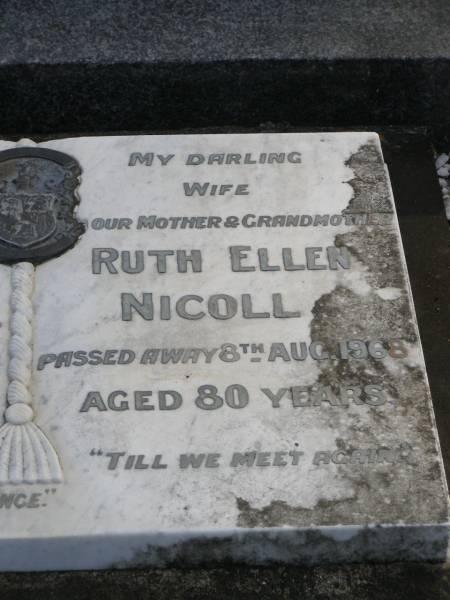 MY DARLING
WIFE
OUR MOTHER & GRANDMOTHER
RUTH ELLEN
NICOLL
PASSED AWAY 8TH AUG. 1968
AGED 80 YEARS
"TILL WE MEET AGAIN"